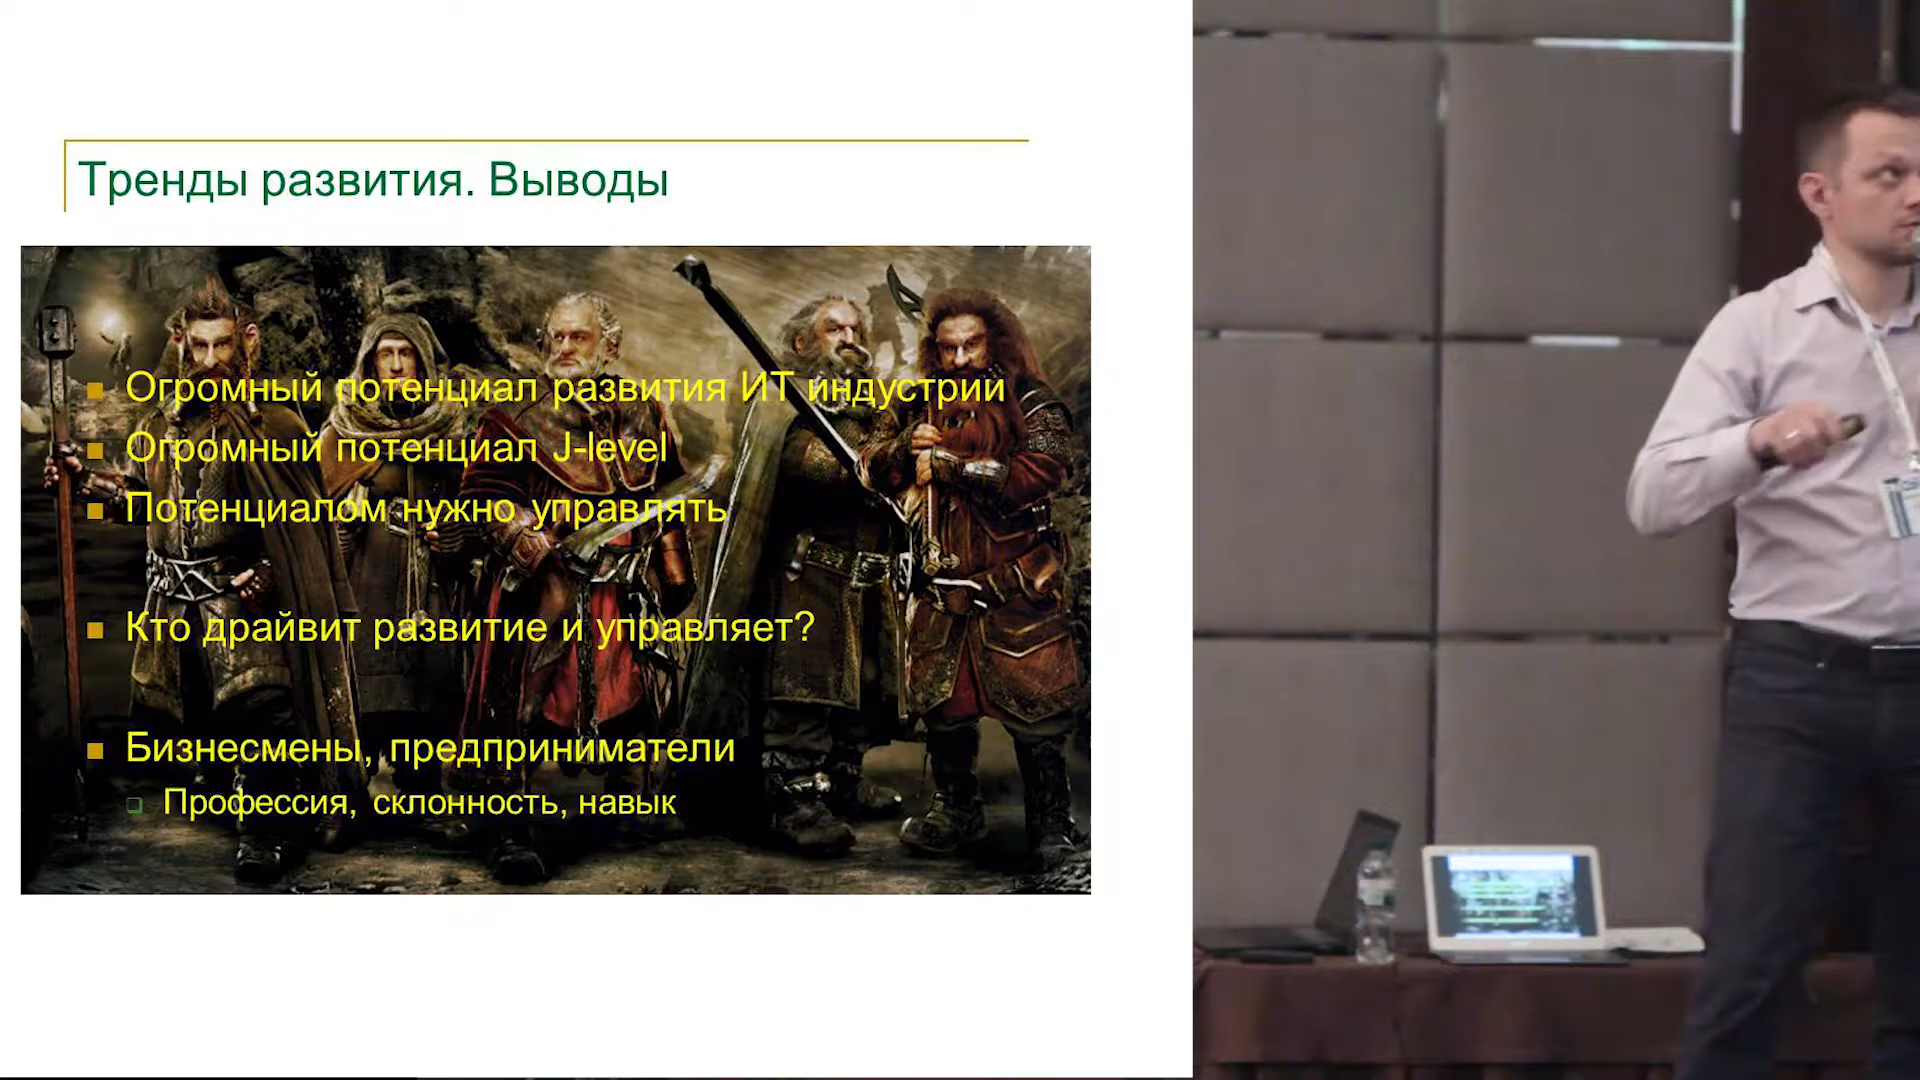 Тренды развития. Выводы
Огромный потенциал развития ИТ индустрии
Огромный потенциал J-level
Потенциалом нужно управлять
Кто драйвит развитие и управляет?
Бизнесмены, предприниматели
Профессия, склонность, навык